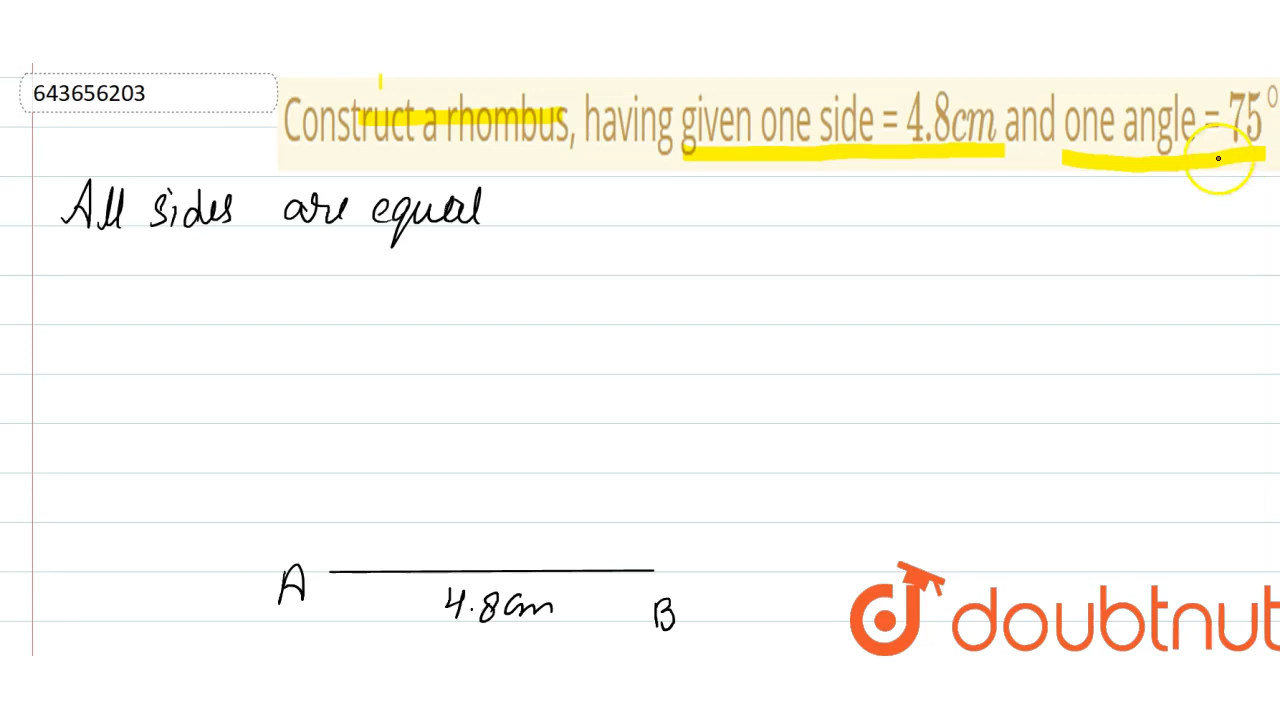 643656203
Construct a rhombus, having given one side = 4.8cm and one angle = 75°
All sides are equal
A
4.8cm
B
doubtnut